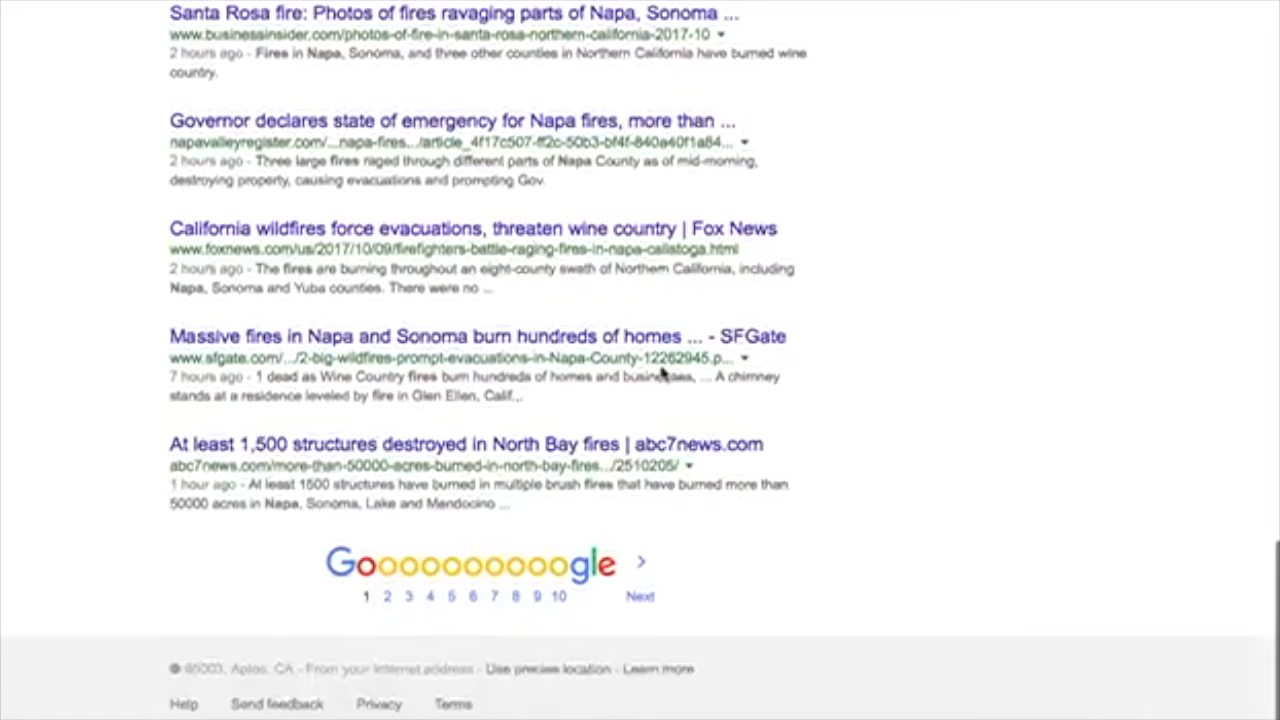 Santa Rosa fire: Photos of fires ravaging parts of Napa, Sonoma ...
www.businessinsider.com/photos-of-fire-in-santa-rosa-northern-california-2017-10
2 hours ago - Fires in Napa, Sonoma, and three other counties in Northern California have burned wine
country.
Governor declares state of emergency for Napa fires, more than ...
napavalleyregister.com/...napa-fires.../article_4f17c507-ff2c-50b3-bf4f-840a40f1a84...
2 hours ago - Three large fires raged through different parts of Napa County as of mid-morning,
destroying property, causing evacuations and prompting Gov.
California wildfires force evacuations, threaten wine country | Fox News
www.foxnews.com/us/2017/10/09/firefighters-battle-raging-fires-in-napa-calistoga.html
2 hours ago - The fires are burning throughout an eight-county swath of Northern California, including
Napa, Sonoma and Yuba counties. There were no ...
Massive fires in Napa and Sonoma burn hundreds of homes ... - SFGate
www.sfgate.com/.../2-big-wildfires-prompt-evacuations-in-Napa-County-12262945.p...
7 hours ago - 1 dead as Wine Country fires burn hundreds of homes and businesses, ... A chimney
stands at a residence leveled by fire in Glen Ellen, Calif...
At least 1,500 structures destroyed in North Bay fires | abc7news.com
abc7news.com/more-than-50000-acres-burned-in-north-bay-fires.../2510205/
1 hour ago - At least 1500 structures have burned in multiple brush fires that have burned more than
50000 acres in Napa, Sonoma, Lake and Mendocino ...
Goooooooooogle >
1 2 3 4 5 6 7 8 9 10 Next
95003, Aptos, CA - From your Internet address - Use precise location - Learn more
Help Send feedback Privacy Terms